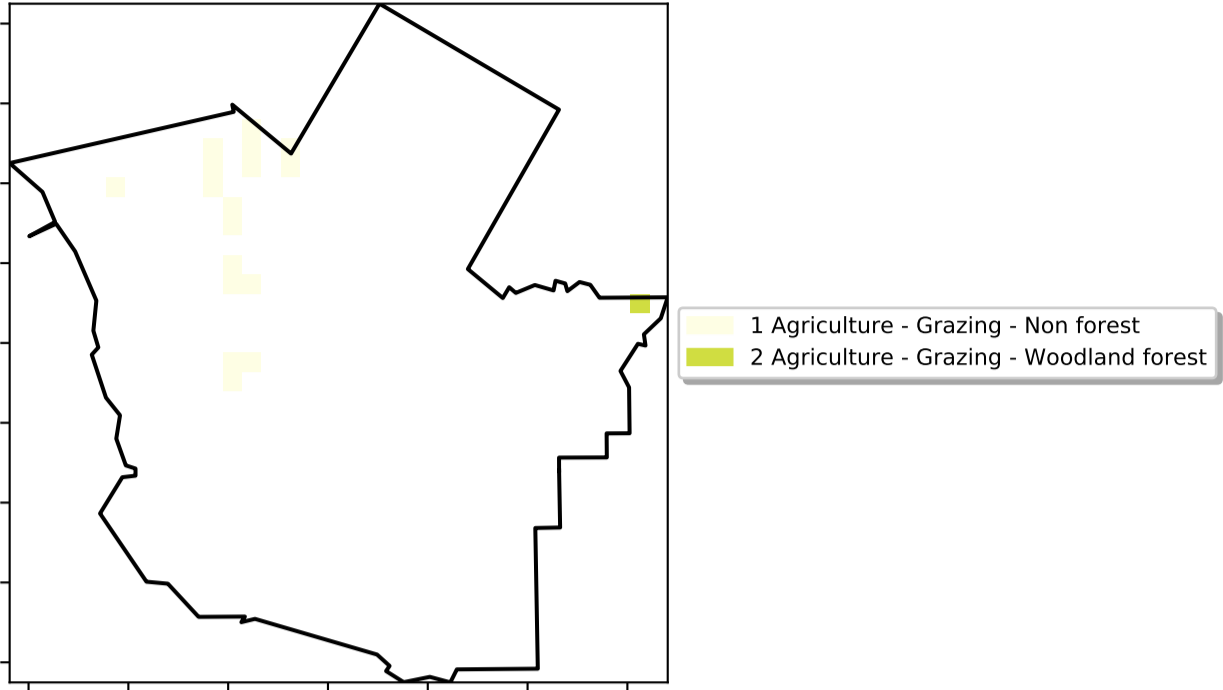 1 Agriculture - Grazing - Non forest
2 Agriculture - Grazing - Woodland forest